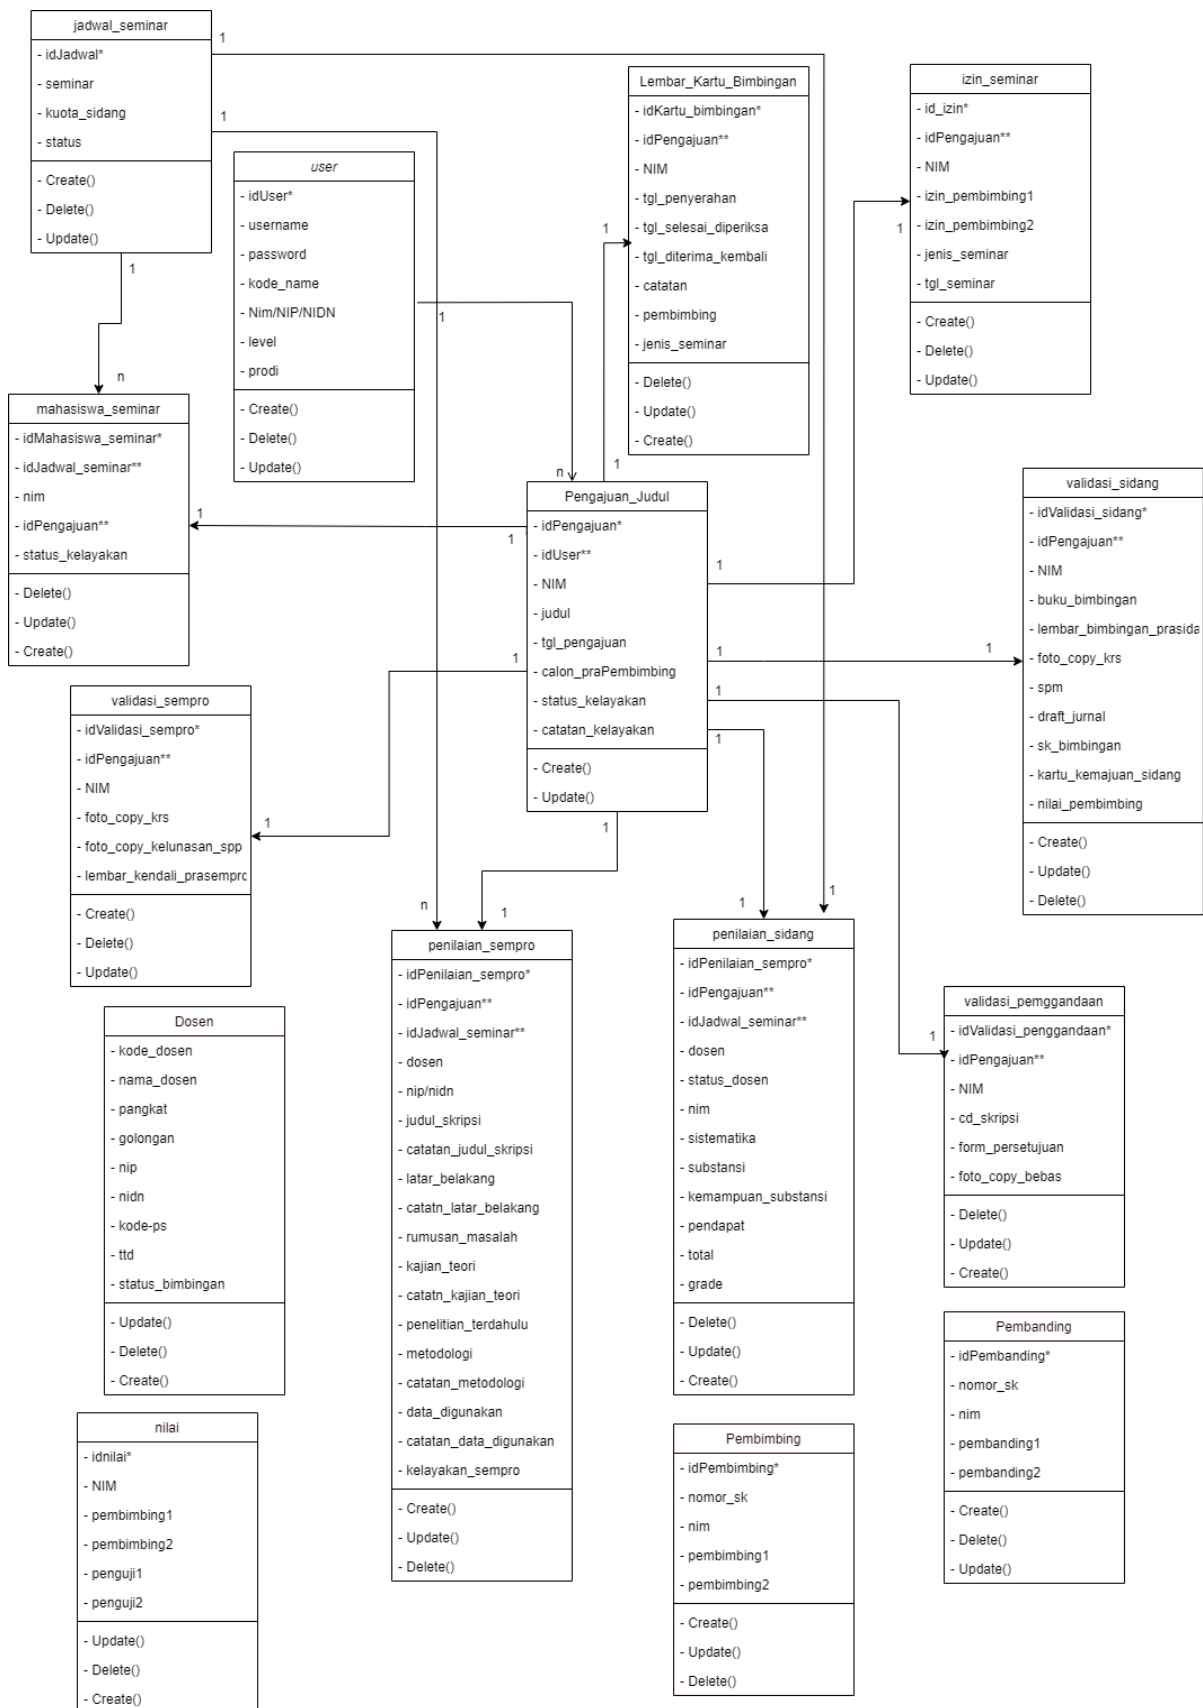 jadwal_seminar
- idJadwal*
- seminar
- kuota_sidang
- status
- Create()
- Delete()
- Update()
1
1
1
n
user
- idUser*
- username
- password
- kode_name
- Nim/NIP/NIDN
- level
- prodi
- Create()
- Delete()
- Update()
1
n
Lembar_Kartu_Bimbingan
- idKartu_bimbingan*
- idPengajuan**
- NIM
- tgl_penyerahan
- tgl_selesai_diperiksa
- tgl_diterima_kembali
- catatan
- pembimbing
- jenis_seminar
- Delete()
- Update()
- Create()
1
1
izin_seminar
- id_izin*
- idPengajuan**
- NIM
- izin_pembimbing1
- izin_pembimbing2
- jenis_seminar
- tgl_seminar
- Create()
- Delete()
- Update()
1
1
mahasiswa_seminar
- idMahasiswa_seminar*
- idJadwal_seminar**
- nim
- idPengajuan**
- status_kelayakan
- Delete()
- Update()
- Create()
1
1
Pengajuan_Judul
- idPengajuan*
- idUser**
- NIM
- judul
- tgl_pengajuan
- calon_praPembimbing
- status_kelayakan
- catatan_kelayakan
- Create()
- Update()
1
1
1
1
1
validasi_sidang
- idValidasi_sidang*
- idPengajuan**
- NIM
- buku_bimbingan
- lembar_bimbingan_prasida
- foto_copy_krs
- spm
- draft_jurnal
- sk_bimbingan
- kartu_kemajuan_sidang
- nilai_pembimbing
- Create()
- Update()
- Delete()
1
validasi_sempro
- idValidasi_sempro*
- idPengajuan**
- NIM
- foto_copy_krs
- foto_copy_kelunasan_spp
- lembar_kendali_prasempro
- Create()
- Delete()
- Update()
1
n
1
penilaian_sempro
- idPenilaian_sempro*
- idPengajuan**
- idJadwal_seminar**
- dosen
- nip/nidn
- judul_skripsi
- catatan_judul_skripsi
- latar_belakang
- catatn_latar_belakang
- rumusan_masalah
- kajian_teori
- catatn_kajian_teori
- penelitian_terdahulu
- metodologi
- catatan_metodologi
- data_digunakan
- catatan_data_digunakan
- kelayakan_sempro
- Create()
- Update()
- Delete()
1
1
penilaian_sidang
- idPenilaian_sempro*
- idPengajuan**
- idJadwal_seminar**
- dosen
- status_dosen
- nim
- sistematika
- substansi
- kemampuan_substansi
- pendapat
- total
- grade
- Delete()
- Update()
- Create()
1
validasi_pemggandaan
- idValidasi_penggandaan*
- idPengajuan**
- NIM
- cd_skripsi
- form_persetujuan
- foto_copy_bebas
- Delete()
- Update()
- Create()
Dosen
- kode_dosen
- nama_dosen
- pangkat
- golongan
- nip
- nidn
- kode-ps
- ttd
- status_bimbingan
- Update()
- Delete()
- Create()
nilai
- idnilai*
- NIM
- pembimbing1
- pembimbing2
- penguji1
- penguji2
- Update()
- Delete()
- Create()
Pembimbing
- idPembimbing*
- nomor_sk
- nim
- pembimbing1
- pembimbing2
- Create()
- Update()
- Delete()
Pembanding
- idPembanding*
- nomor_sk
- nim
- pembanding1
- pembanding2
- Create()
- Delete()
- Update()